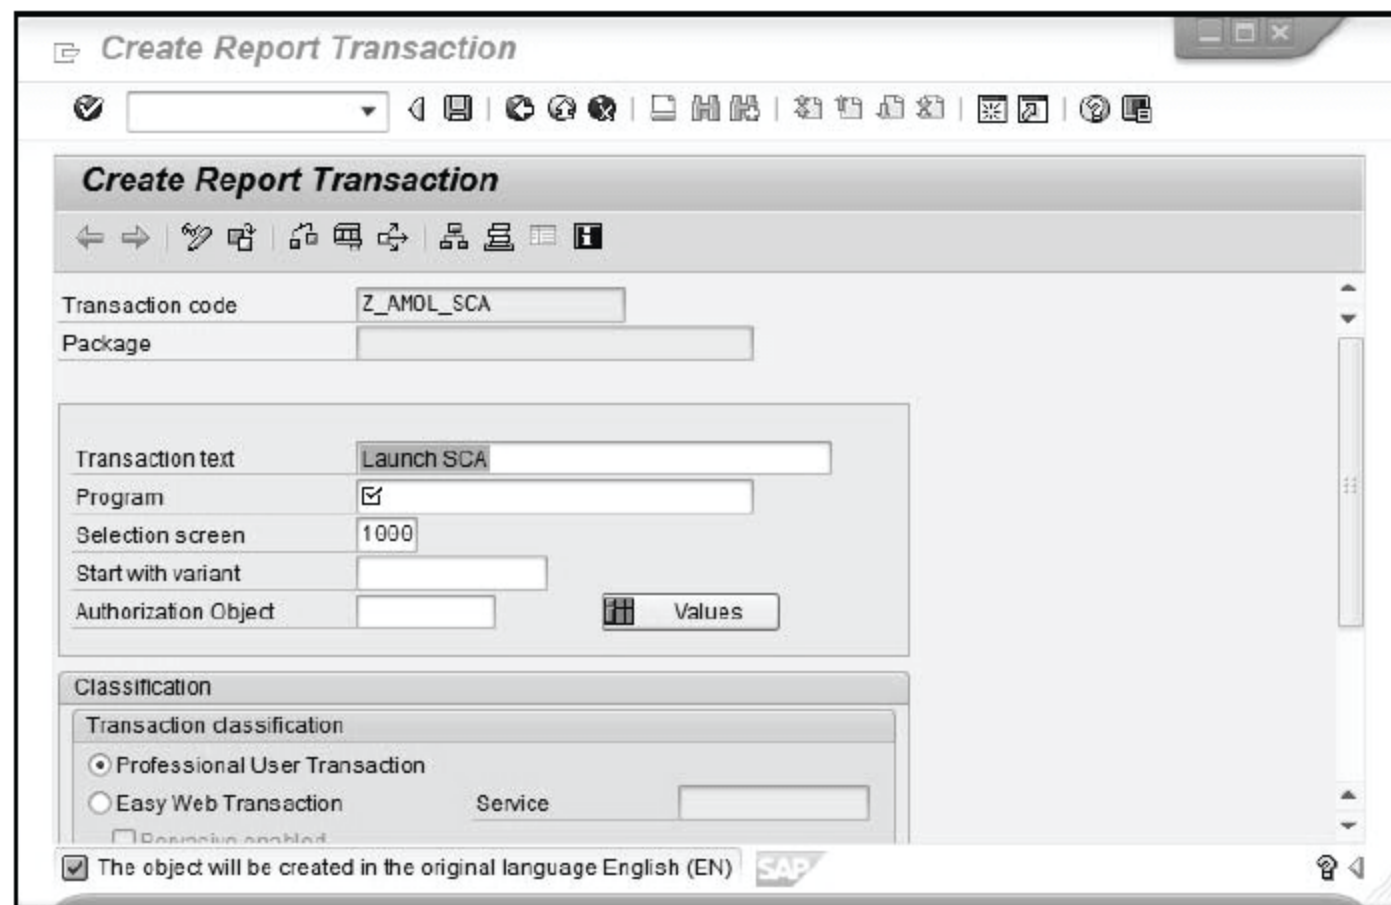 Create Report Transaction
Create Report Transaction
Transaction code Z_AMOL_SCA
Package
Transaction text Launch SCA
Program
Selection screen 1000
Start with variant
Authorization Object Values
Classification
Transaction classification
Professional User Transaction
Easy Web Transaction Service
Pervasive enabled
The object will be created in the original language English (EN) SAP